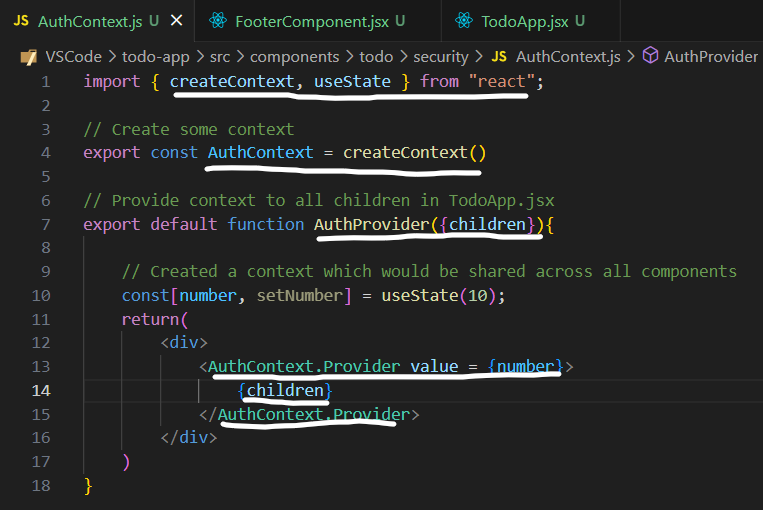 JS AuthContext.js U × FooterComponent.jsx U TodoApp.jsx U
VSCode > todo-app > src > components > todo > security > JS AuthContext.js > AuthProvider
1 import { createContext, useState } from "react";
2
3 // Create some context
4 export const AuthContext = createContext()
5
6 // Provide context to all children in TodoApp.jsx
7 export default function AuthProvider({children}){
8
9 // Created a context which would be shared across all components
10 const[number, setNumber] = useState(10);
11 return(
12 <div>
13 <AuthContext.Provider value = {number}>
14 {children}
15 </AuthContext.Provider>
16 </div>
17 )
18 }